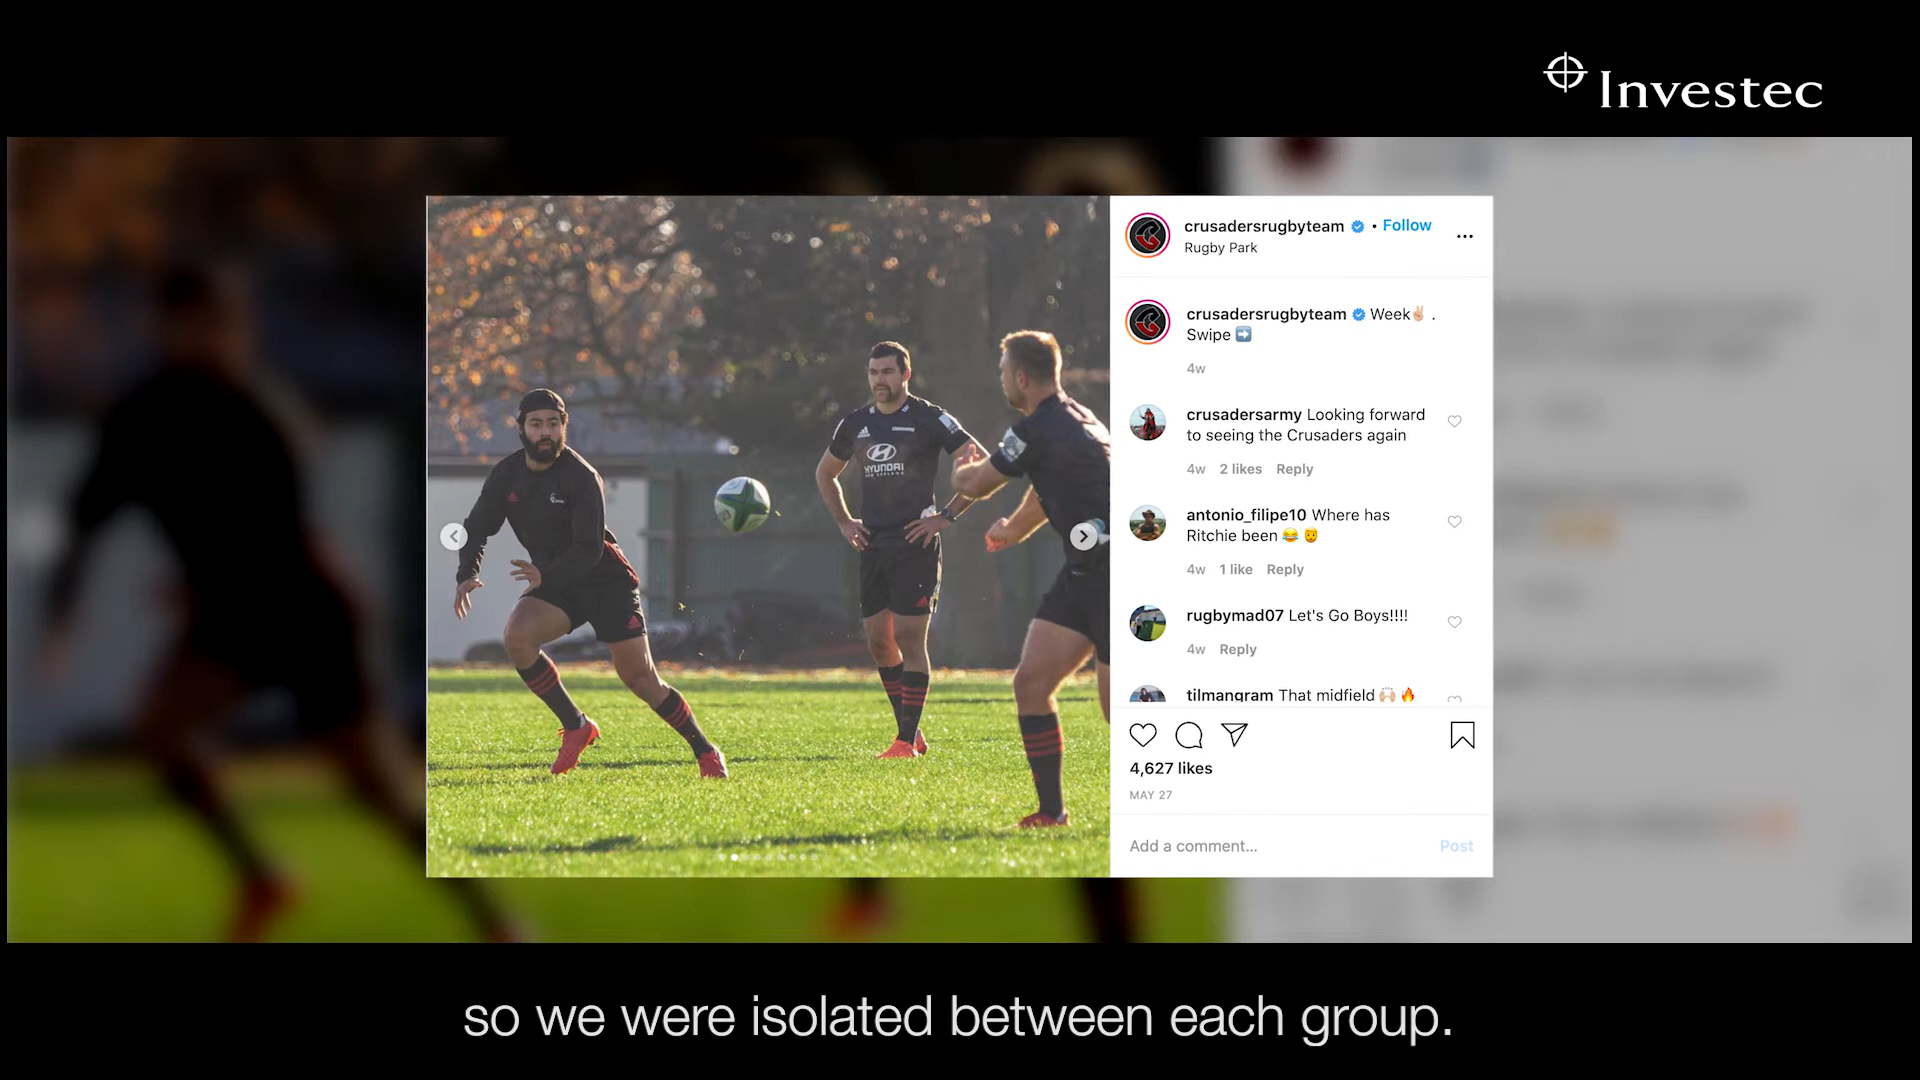 Investec
crusadersrugbyteam • Follow
Rugby Park
crusadersrugbyteam Week✌🏻 .
Swipe ➡️
4w
crusadersarmy Looking forward
to seeing the Crusaders again
4w 2 likes Reply
antonio_filipe10 Where has
Ritchie been 😂 🧔
4w 1 like Reply
rugbymad07 Let's Go Boys!!!!
4w Reply
tilmangram That midfield 🙌🏻 🔥
4,627 likes
MAY 27
Add a comment... Post
HYUNDAI
so we were isolated between each group.